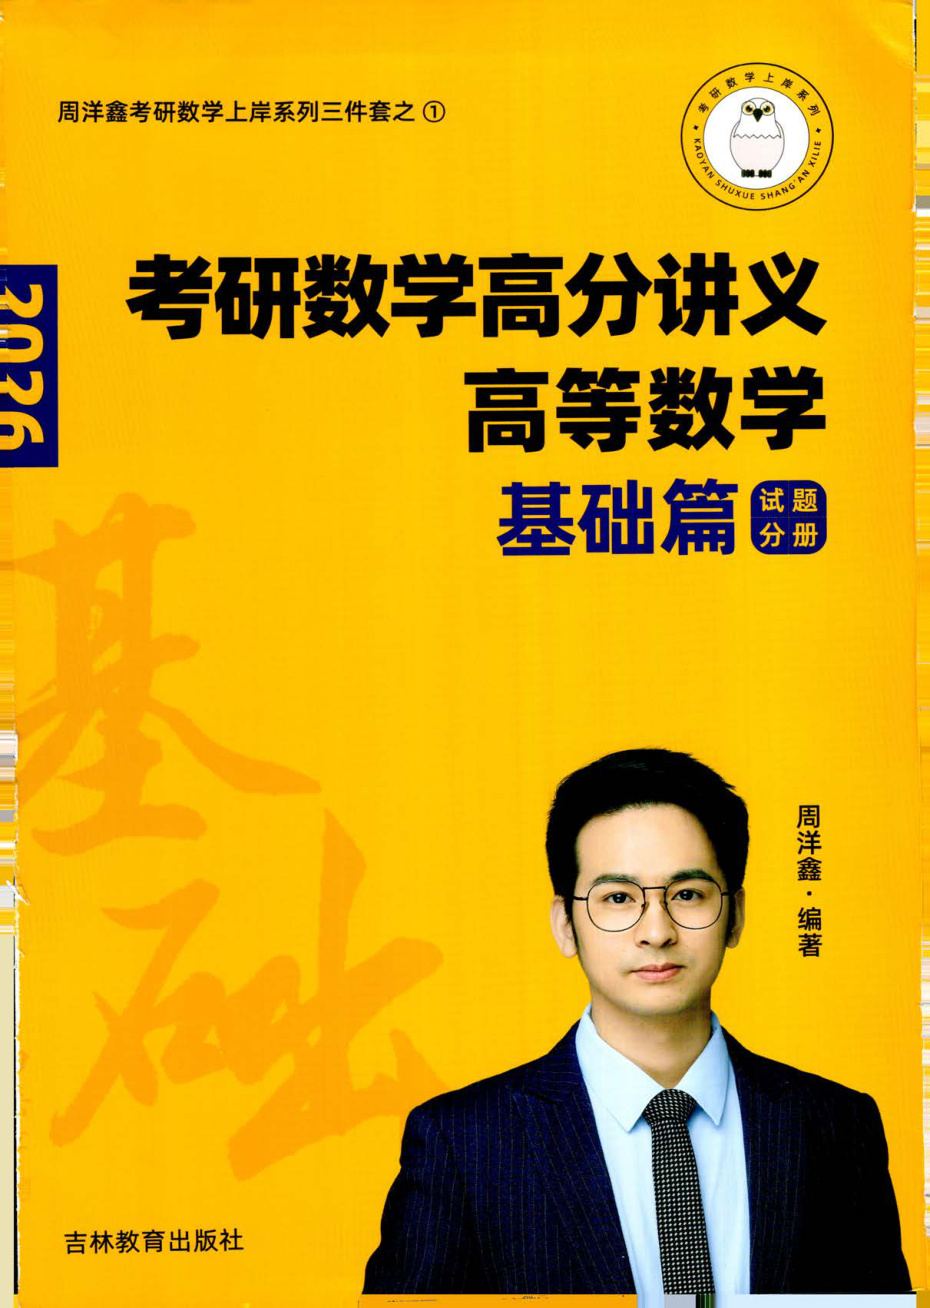 周洋鑫考研数学上岸系列三件套之 ①
考研数学上岸系列
KAOYAN SHUXUE SHANG'AN XILIE
2026
考研数学高分讲义
高等数学
基础篇
试题
分册
基础
周洋鑫·编著
吉林教育出版社